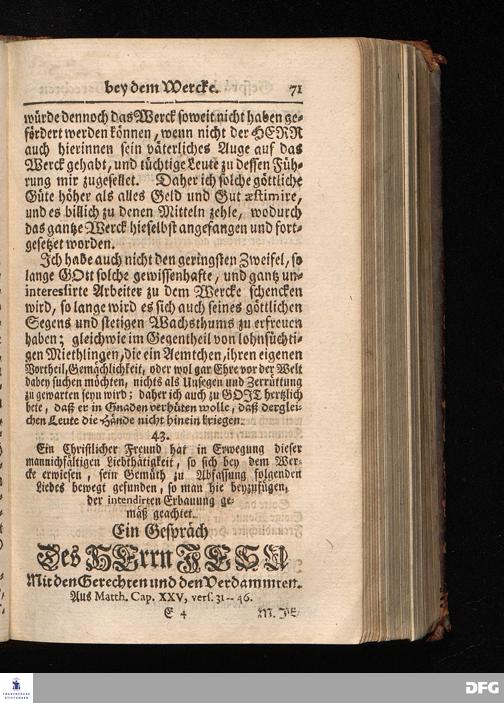 bey dem Wercke. 71
würde dennoch das Werck so weit nicht haben ge-
fördert werden können, wenn nicht der HERR
auch hierinnen sein väterliches Auge auf das
Werck gehabt, und tüchtige Leute zu dessen Füh-
rung mir zugesellet. Daher ich solche göttliche
Güte höher als alles Geld und Gut æstimire,
und es billich zu denen Mitteln zehle, wodurch
das gantze Werck hieselbst angefangen und fort-
gesetzet worden.
Ich habe auch nicht den geringsten Zweifel, so
lange GOtt solche gewissenhafte, und gantz un-
interessirte Arbeiter zu dem Wercke schencken
wird, so lange wird es sich auch seines göttlichen
Segens und stetigen Wachsthums zu erfreuen
haben; gleichwie im Gegentheil von lohnsüchti-
gen Miethlingen, die ein Aemtchen, ihren eigenen
Vortheil, Gemächlichkeit, oder wol gar Ehre vor der Welt
dabey suchen möchten, nichts als Unsegen und Zerrüttung
zu gewarten seyn wird; daher ich auch zu GOTT hertzlich
bete, daß er in Gnaden verhüten wolle, daß derglei-
chen Leute die Hände nicht hinein kriegen.
43.
Ein Christlicher Freund hat in Erwegung dieser
mannichfältigen Liebthätigkeit, so sich bey dem Wer-
cke erwiesen, sein Gemüth zu Abfassung folgenden
Liedes bewegt gefunden, so man hie beyzufügen,
der intendirten Erbauung ge-
mäß geachtet.
Ein Gespräch
Des HErrn JESU
Mit den Gerechten und den Verdammten.
Aus Matth. Cap. XXV, vers. 31--46.
E 4 M. JE
FRANCKESCHE
STIFTUNGEN
DFG